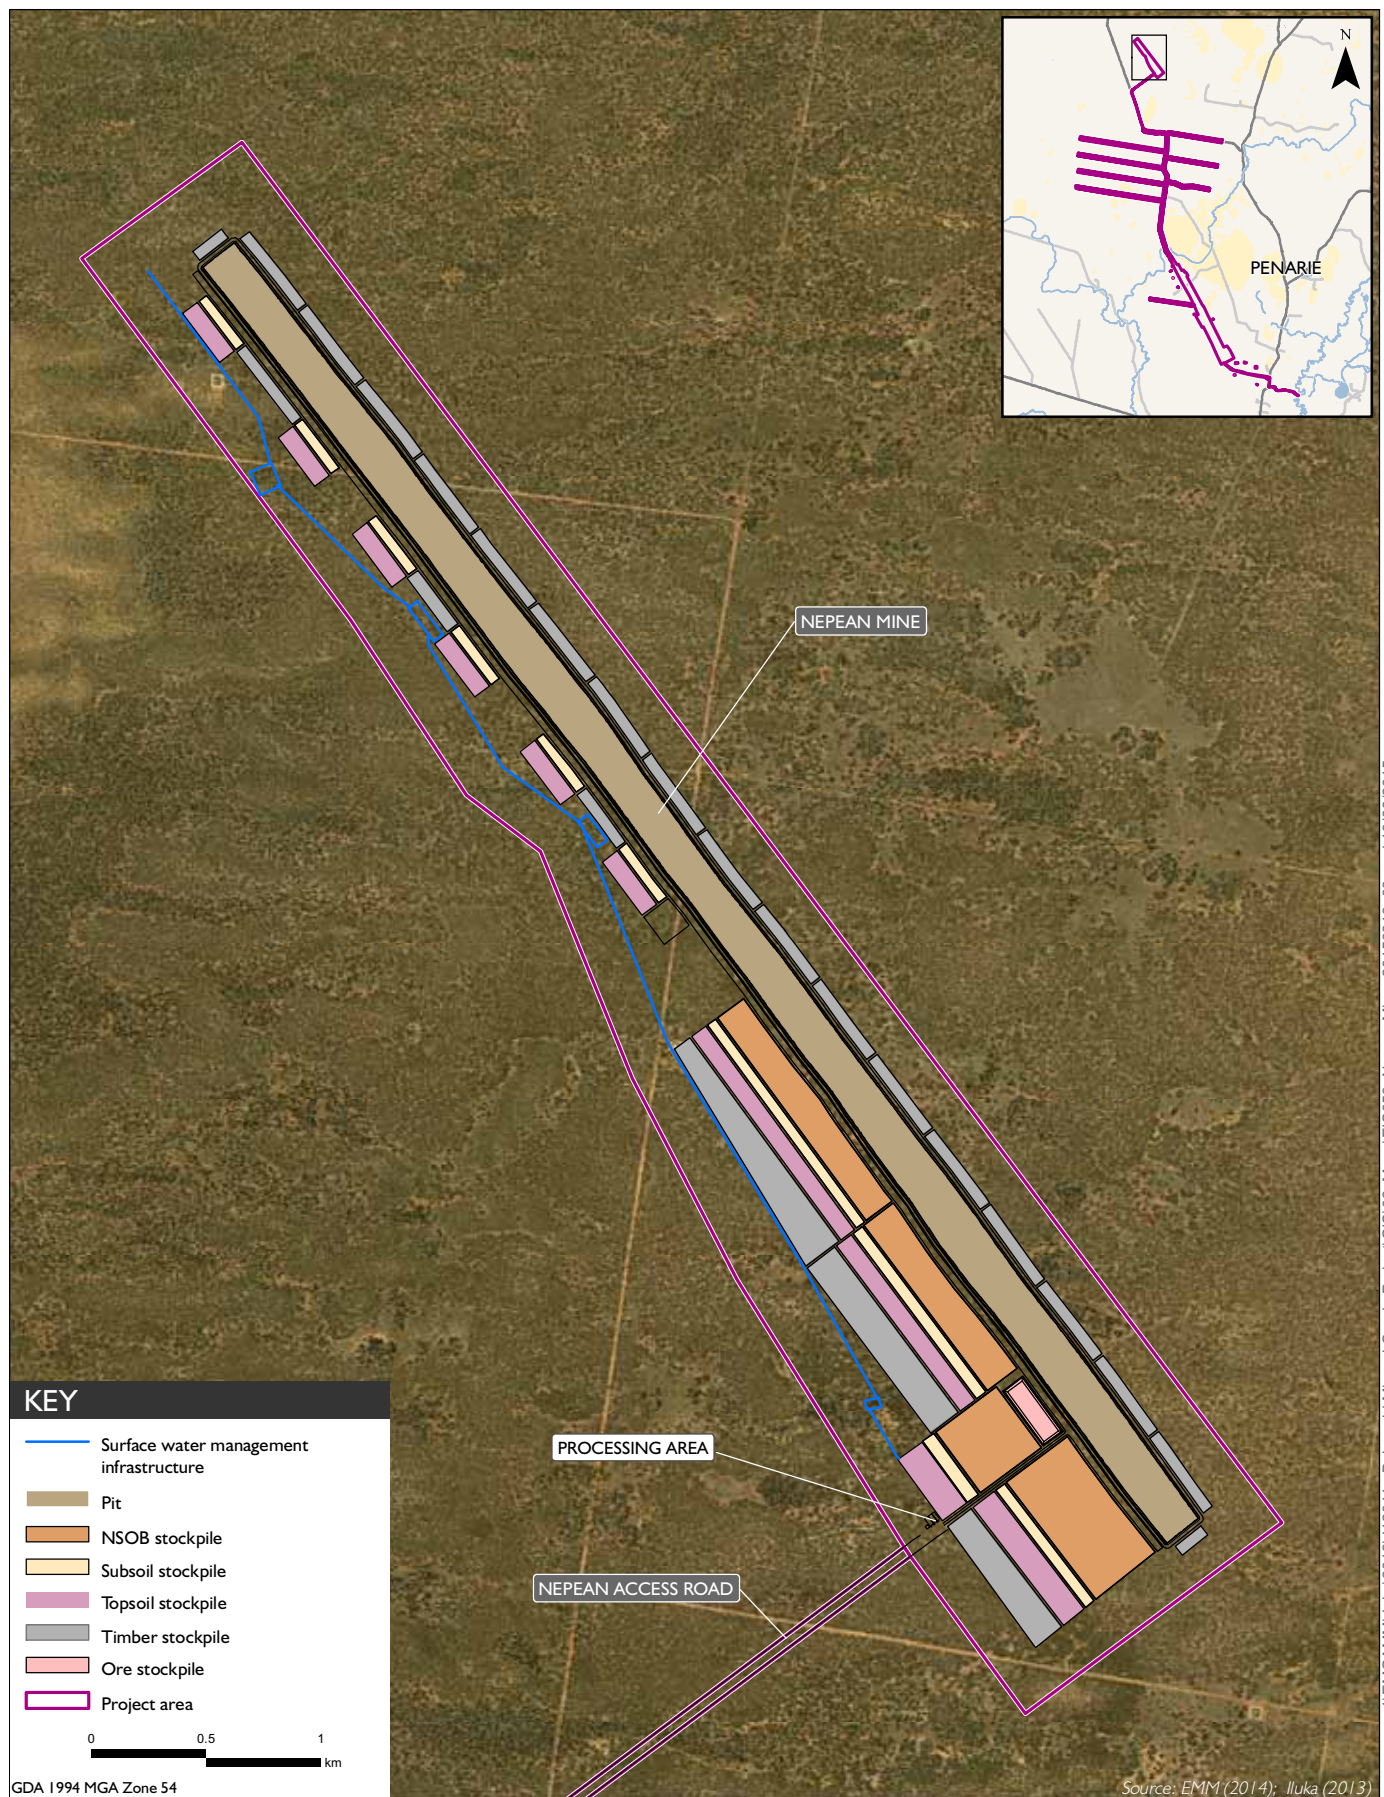 N
PENARIE
NEPEAN MINE
PROCESSING AREA
NEPEAN ACCESS ROAD
KEY
Surface water management
infrastructure
Pit
NSOB stockpile
Subsoil stockpile
Topsoil stockpile
Timber stockpile
Ore stockpile
Project area
0 0.5 1
km
GDA 1994 MGA Zone 54
Source: EMM (2014); Iluka (2013)